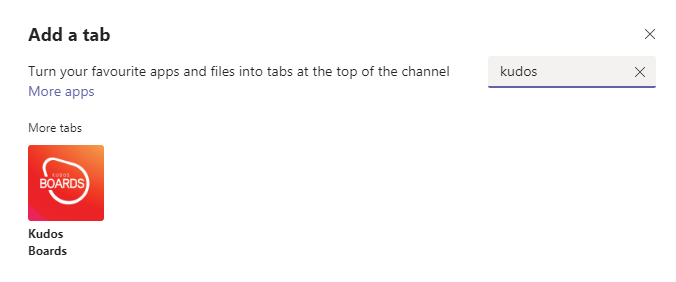 Add a tab
Turn your favourite apps and files into tabs at the top of the channel
kudos
More apps
More tabs
KUDOS
BOARDS
Kudos
Boards